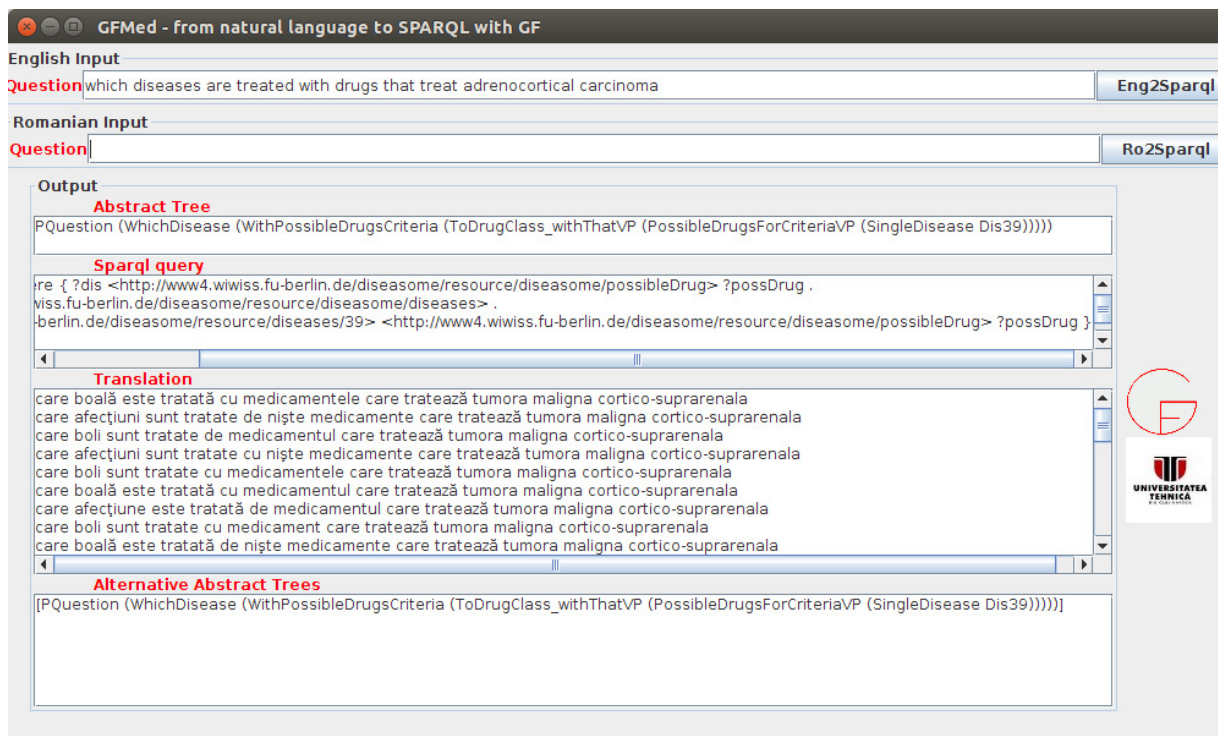 GFMed - from natural language to SPARQL with GF
English Input
Question which diseases are treated with drugs that treat adrenocortical carcinoma Eng2Sparql
Romanian Input
Question Ro2Sparql
Output
Abstract Tree
PQuestion (WhichDisease (WithPossibleDrugsCriteria (ToDrugClass_withThatVP (PossibleDrugsForCriteriaVP (SingleDisease Dis39)))))
Sparql query
re { ?dis <http://www4.wiwiss.fu-berlin.de/diseasome/resource/diseasome/possibleDrug> ?possDrug .
wiss.fu-berlin.de/diseasome/resource/diseasome/diseases> .
-berlin.de/diseasome/resource/diseases/39> <http://www4.wiwiss.fu-berlin.de/diseasome/resource/diseasome/possibleDrug> ?possDrug }
Translation
care boală este tratată cu medicamentele care tratează tumora maligna cortico-suprarenala
care afecţiuni sunt tratate de nişte medicamente care tratează tumora maligna cortico-suprarenala
care boli sunt tratate de medicamentul care tratează tumora maligna cortico-suprarenala
care afecţiuni sunt tratate cu nişte medicamente care tratează tumora maligna cortico-suprarenala
care boli sunt tratate cu medicamentele care tratează tumora maligna cortico-suprarenala
care boală este tratată cu medicamentul care tratează tumora maligna cortico-suprarenala
care afecţiune este tratată de medicamentul care tratează tumora maligna cortico-suprarenala
care boli sunt tratate cu medicament care tratează tumora maligna cortico-suprarenala
care boală este tratată de nişte medicamente care tratează tumora maligna cortico-suprarenala
Alternative Abstract Trees
[PQuestion (WhichDisease (WithPossibleDrugsCriteria (ToDrugClass_withThatVP (PossibleDrugsForCriteriaVP (SingleDisease Dis39)))))]
GF
UNIVERSITATEA
TEHNICĂ